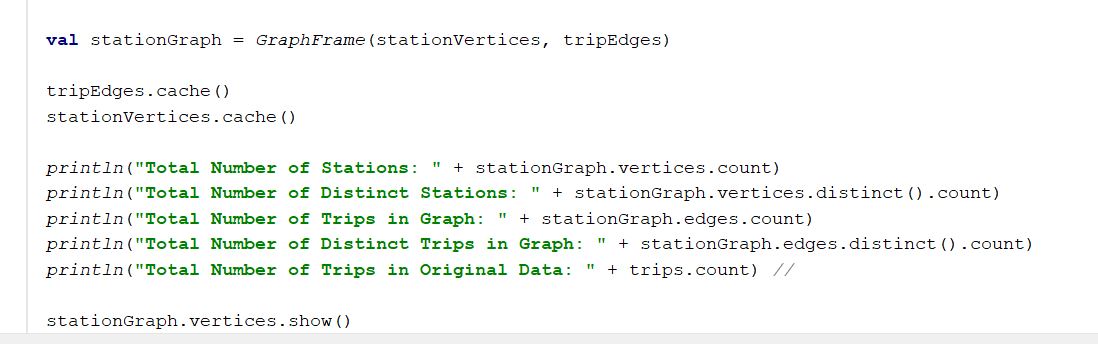 val stationGraph = GraphFrame(stationVertices, tripEdges)
tripEdges.cache()
stationVertices.cache()
println("Total Number of Stations: " + stationGraph.vertices.count)
println("Total Number of Distinct Stations: " + stationGraph.vertices.distinct().count)
println("Total Number of Trips in Graph: " + stationGraph.edges.count)
println("Total Number of Distinct Trips in Graph: " + stationGraph.edges.distinct().count)
println("Total Number of Trips in Original Data: " + trips.count) //
stationGraph.vertices.show()